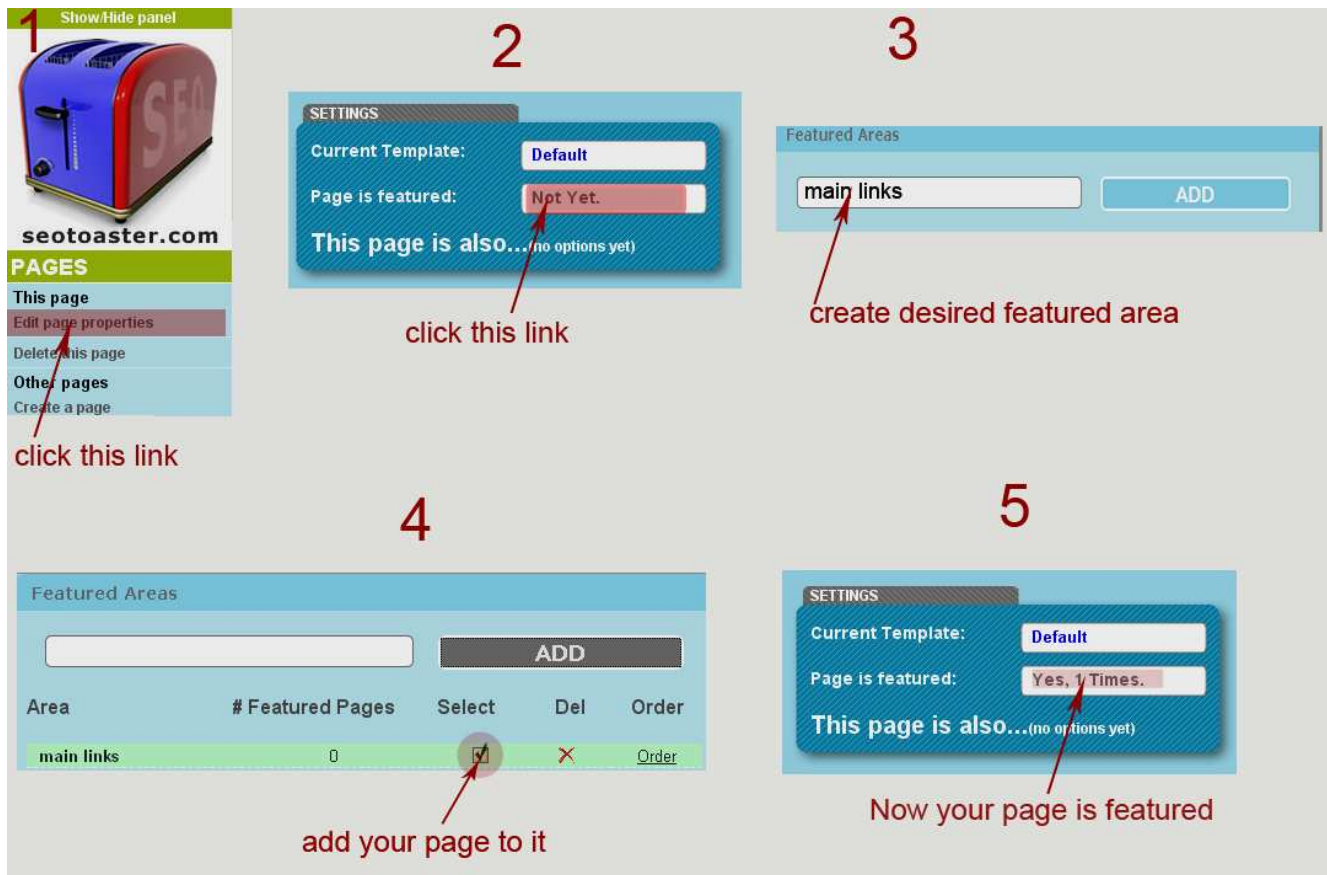 1
Show/Hide panel
SEO
seotoaster.com
PAGES
This page
Edit page properties
Delete this page
Other pages
Create a page
click this link
2
SETTINGS
Current Template: Default
Page is featured: Not Yet.
This page is also...(no options yet)
click this link
3
Featured Areas
main links ADD
create desired featured area
4
Featured Areas
ADD
Area # Featured Pages Select Del Order
main links 0 Order
add your page to it
5
SETTINGS
Current Template: Default
Page is featured: Yes, 1 Times.
This page is also...(no options yet)
Now your page is featured